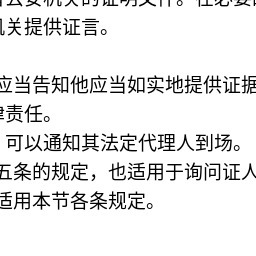 公安机关的证明文件。在必要
机关提供证言。
应当告知他应当如实地提供证据
律责任。
，可以通知其法定代理人到场。
五条的规定，也适用于询问证人
适用本节各条规定。